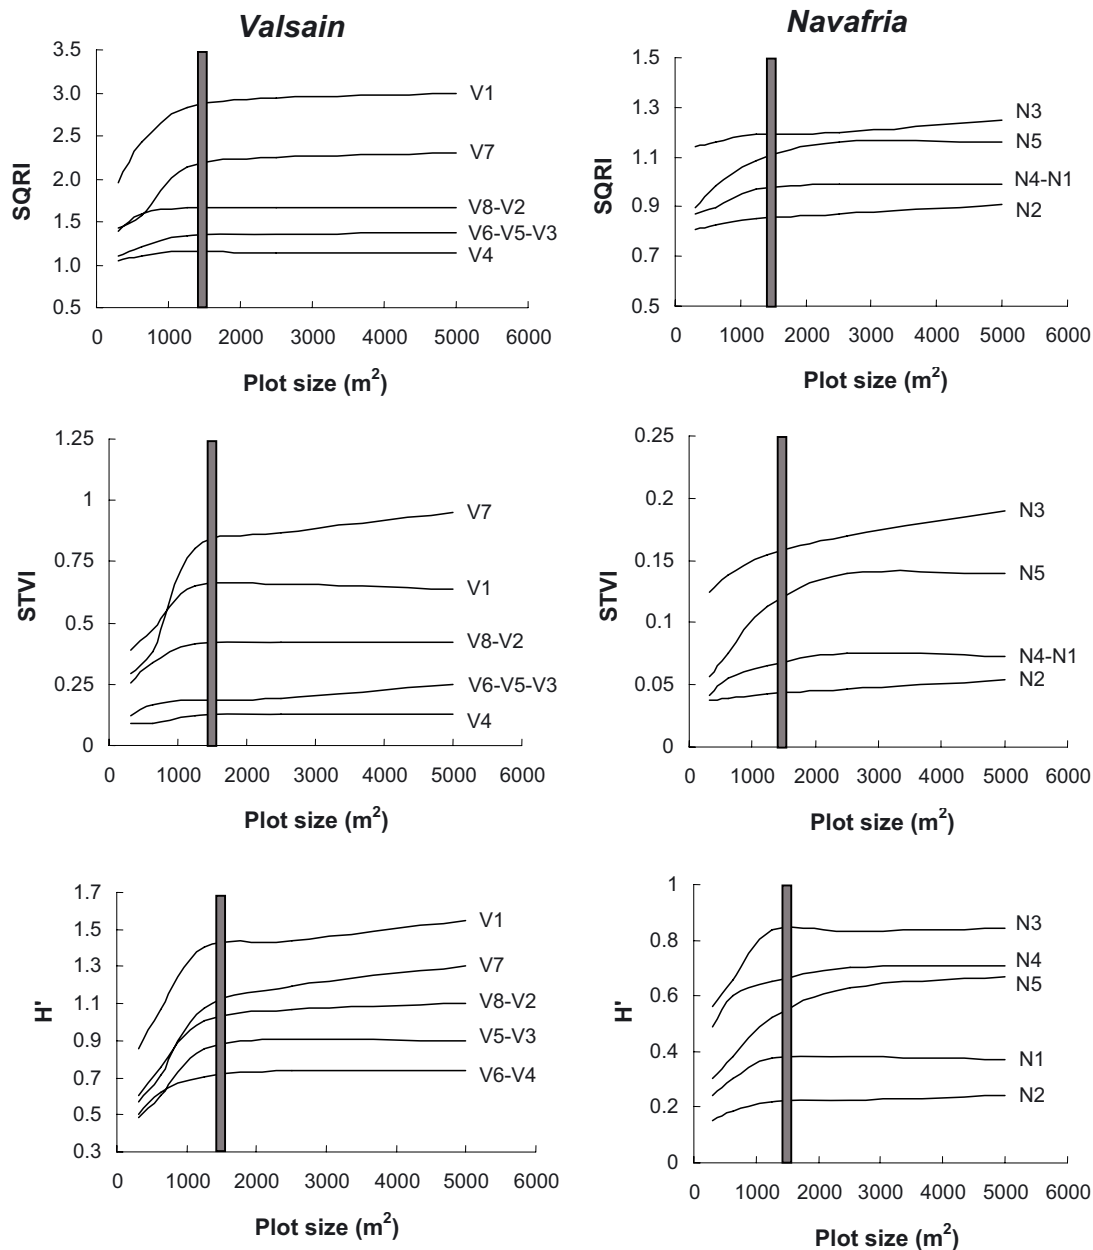 Valsain
Navafria
SQRI
3.5
3.0
2.5
2.0
1.5
1.0
0.5
V1
V7
V8-V2
V6-V5-V3
V4
0 1000 2000 3000 4000 5000 6000
Plot size (m²)
SQRI
1.5
1.3
1.1
0.9
0.7
0.5
N3
N5
N4-N1
N2
0 1000 2000 3000 4000 5000 6000
Plot size (m²)
STVI
1.25
1
0.75
0.5
0.25
0
V7
V1
V8-V2
V6-V5-V3
V4
0 1000 2000 3000 4000 5000 6000
Plot size (m²)
STVI
0.25
0.2
0.15
0.1
0.05
0
N3
N5
N4-N1
N2
0 1000 2000 3000 4000 5000 6000
Plot size (m²)
H'
1.7
1.5
1.3
1.1
0.9
0.7
0.5
0.3
V1
V7
V8-V2
V5-V3
V6-V4
0 1000 2000 3000 4000 5000 6000
Plot size (m²)
H'
1
0.8
0.6
0.4
0.2
0
N3
N4
N5
N1
N2
0 1000 2000 3000 4000 5000 6000
Plot size (m²)